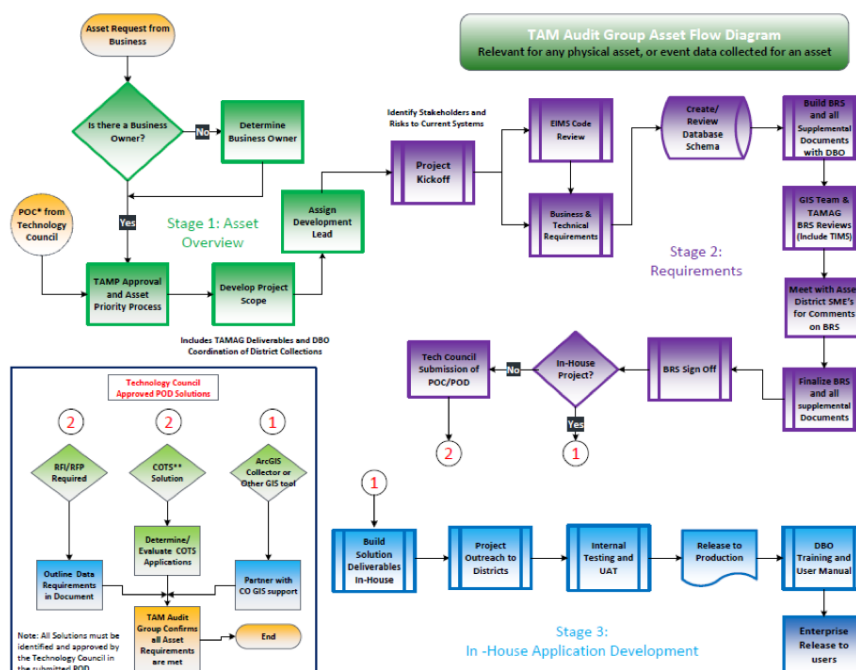 TAM Audit Group Asset Flow Diagram
Relevant for any physical asset, or event data collected for an asset
Asset Request from
Business
Is there a Business
Owner?
No
Determine
Business Owner
Yes
POC* from
Technology
Council
Stage 1: Asset
Overview
TAMP Approval
and Asset
Priority Process
Develop Project
Scope
Includes TAMAG Deliverables and DBO
Coordination of District Collections
Assign
Development
Lead
Identify Stakeholders and
Risks to Current Systems
Project
Kickoff
EIMS Code
Review
Business &
Technical
Requirements
Create/
Review
Database
Schema
Build BRS
and all
Supplemental
Documents
with DBO
GIS Team &
TAMAG
BRS Reviews
(Include TIMS)
Stage 2:
Requirements
Meet with Asset
District SME's
for Comments
on BRS
Finalize BRS
and all
supplemental
Documents
BRS Sign Off
In-House
Project?
No
Tech Council
Submission of
POC/POD
2
Yes
1
Technology Council
Approved POD Solutions
2
2
1
RFI/RFP
Required
COTS**
Solution
ArcGIS
Collector or
Other GIS tool
Determine/
Evaluate COTS
Applications
Outline Data
Requirements
in Document
Partner with
CO GIS support
TAM Audit
Group Confirms
all Asset
Requirements
are met
End
Note: All Solutions must be
identified and approved by
the Technology Council in
the submitted POD
1
Build
Solution
Deliverables
In-House
Project
Outreach to
Districts
Internal
Testing and
UAT
Release to
Production
DBO
Training and
User Manual
Enterprise
Release to
users
Stage 3:
In -House Application Development